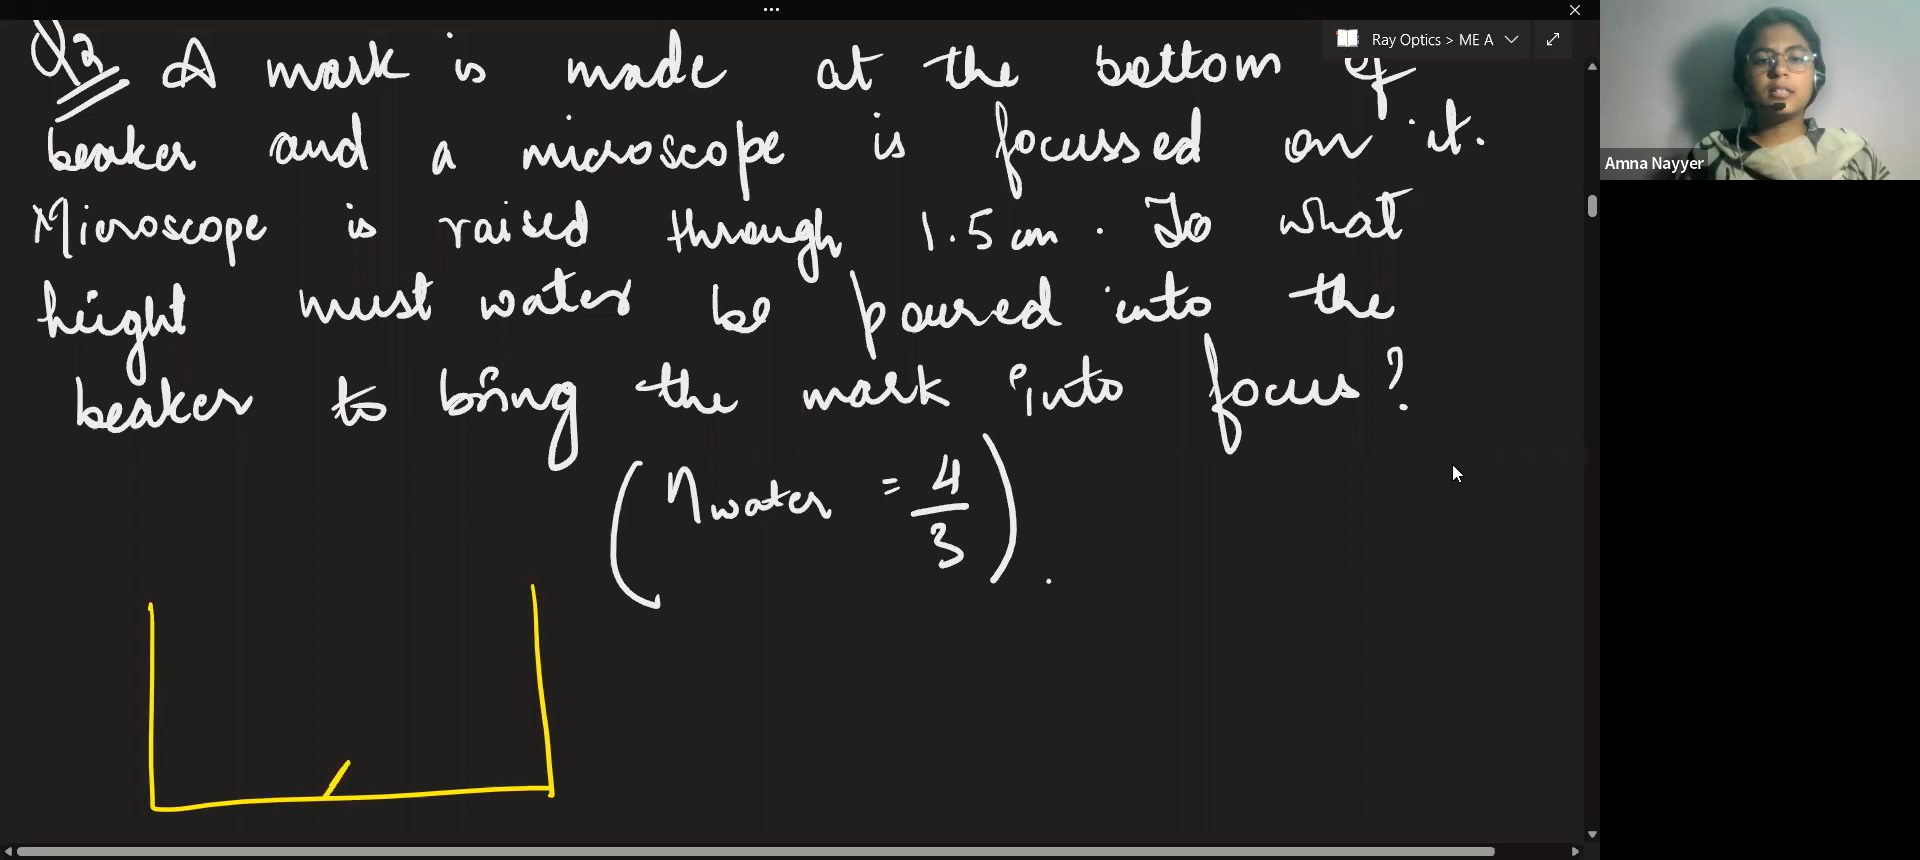 Ray Optics > ME A
Q2 A mark is made at the bottom of
beaker and a microscope is focussed on it.
Microscope is raised through 1.5 cm. To what
height must water be poured into the
beaker to bring the mark into focus?
(ηwater = 4/3).
Amna Nayyer